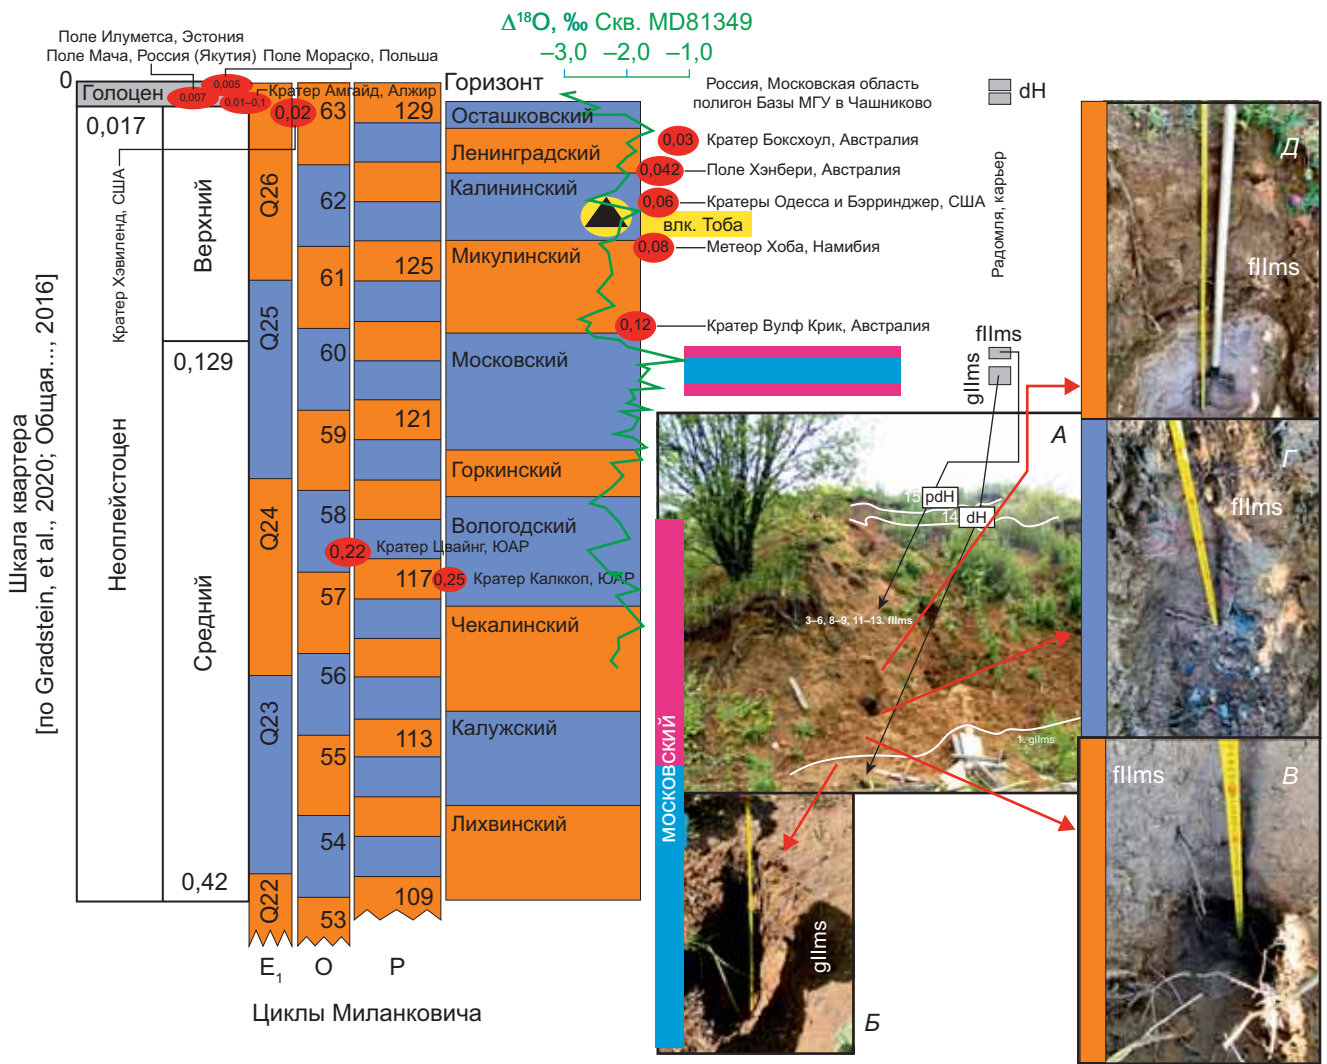 Δ¹⁸O, ‰ Скв. MD81349
–3,0 –2,0 –1,0
Поле Илуметса, Эстония
Поле Мача, Россия (Якутия)
Поле Мораско, Польша
0
Голоцен
0,007
0,005
0,01–0,1
Кратер Амгайд, Алжир
0,02
Горизонт
Россия, Московская область
полигон Базы МГУ в Чашниково
dH
Шкала квартера
[по Gradstein, et al., 2020; Общая..., 2016]
Неоплейстоцен
0,017
Верхний
0,129
Средний
0,42
Кратер Хэвиленд, США
Q26
Q25
Q24
Q23
Q22
63
62
61
60
59
58
57
56
55
54
53
129
125
121
117
113
109
E₁
O
P
Циклы Миланковича
Осташковский
Ленинградский
Калининский
Микулинский
Московский
Горкинский
Вологодский
Чекалинский
Калужский
Лихвинский
0,03
Кратер Боксхоул, Австралия
0,042
Поле Хэнбери, Австралия
0,06
Кратеры Одесса и Бэрринджер, США
влк. Тоба
0,08
Метеор Хоба, Намибия
0,12
Кратер Вулф Крик, Австралия
0,22
Кратер Цвайнг, ЮАР
0,25
Кратер Калккоп, ЮАР
Радомля, карьер
fIIms
gIIms
московский
А
15
pdH
14
dH
3–6, 8–9, 11–13. fIIms
1. gIIms
Б
gIIms
Д
fIIms
Г
fIIms
В
fIIms